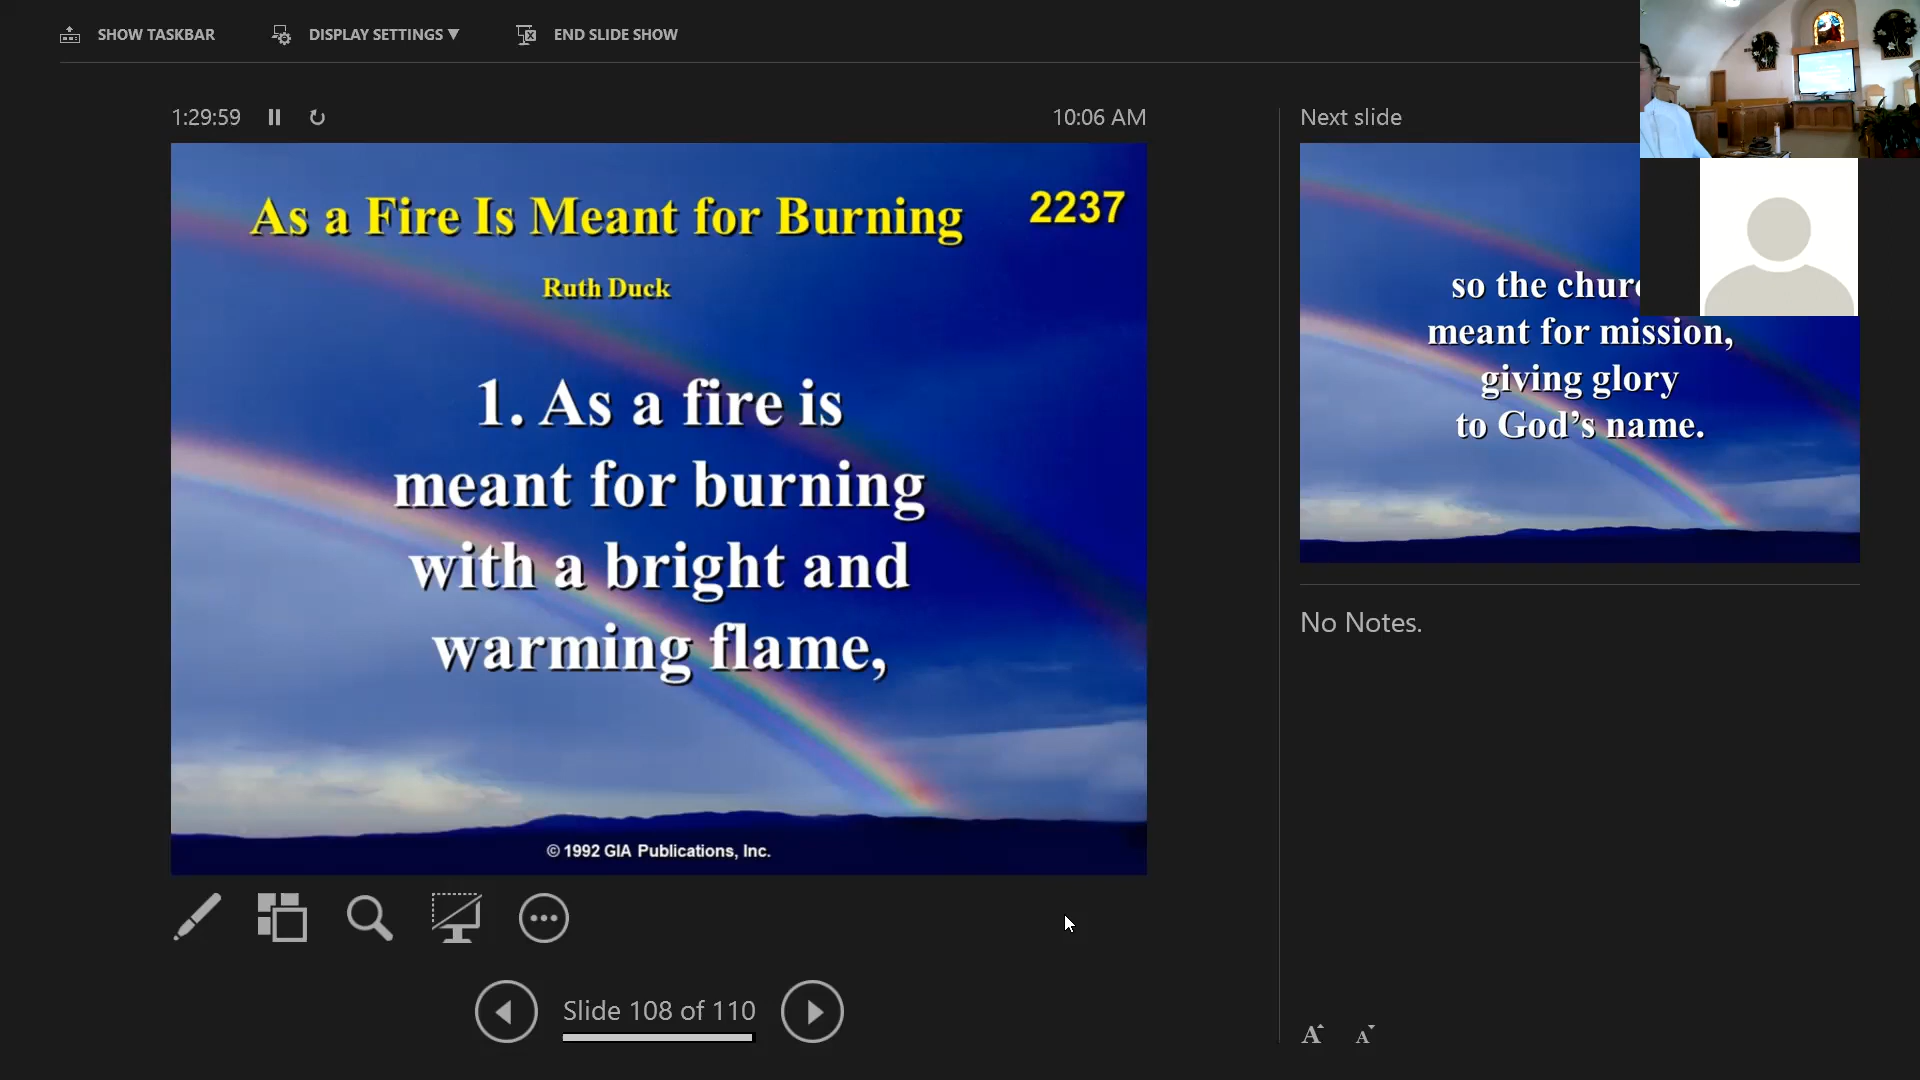 SHOW TASKBAR
DISPLAY SETTINGS ▼
END SLIDE SHOW
1:29:59
10:06 AM
As a Fire Is Meant for Burning
2237
Ruth Duck
1. As a fire is
meant for burning
with a bright and
warming flame,
© 1992 GIA Publications, Inc.
Slide 108 of 110
Next slide
so the
meant for mission,
giving glory
to God’s name.
No Notes.
A A